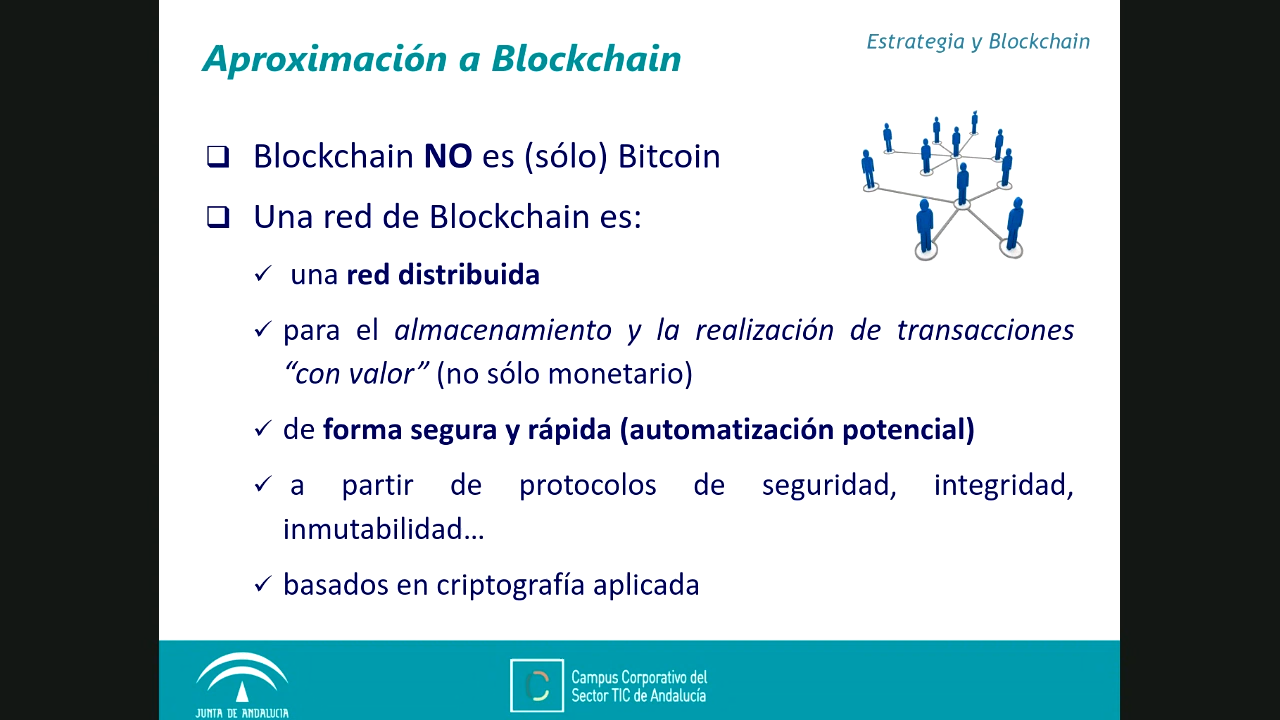 Estrategia y Blockchain
Aproximación a Blockchain
Blockchain NO es (sólo) Bitcoin
Una red de Blockchain es:
una red distribuida
para el almacenamiento y la realización de transacciones
“con valor” (no sólo monetario)
de forma segura y rápida (automatización potencial)
a partir de protocolos de seguridad, integridad,
inmutabilidad…
basados en criptografía aplicada
JUNTA DE ANDALUCIA
Campus Corporativo del
Sector TIC de Andalucía